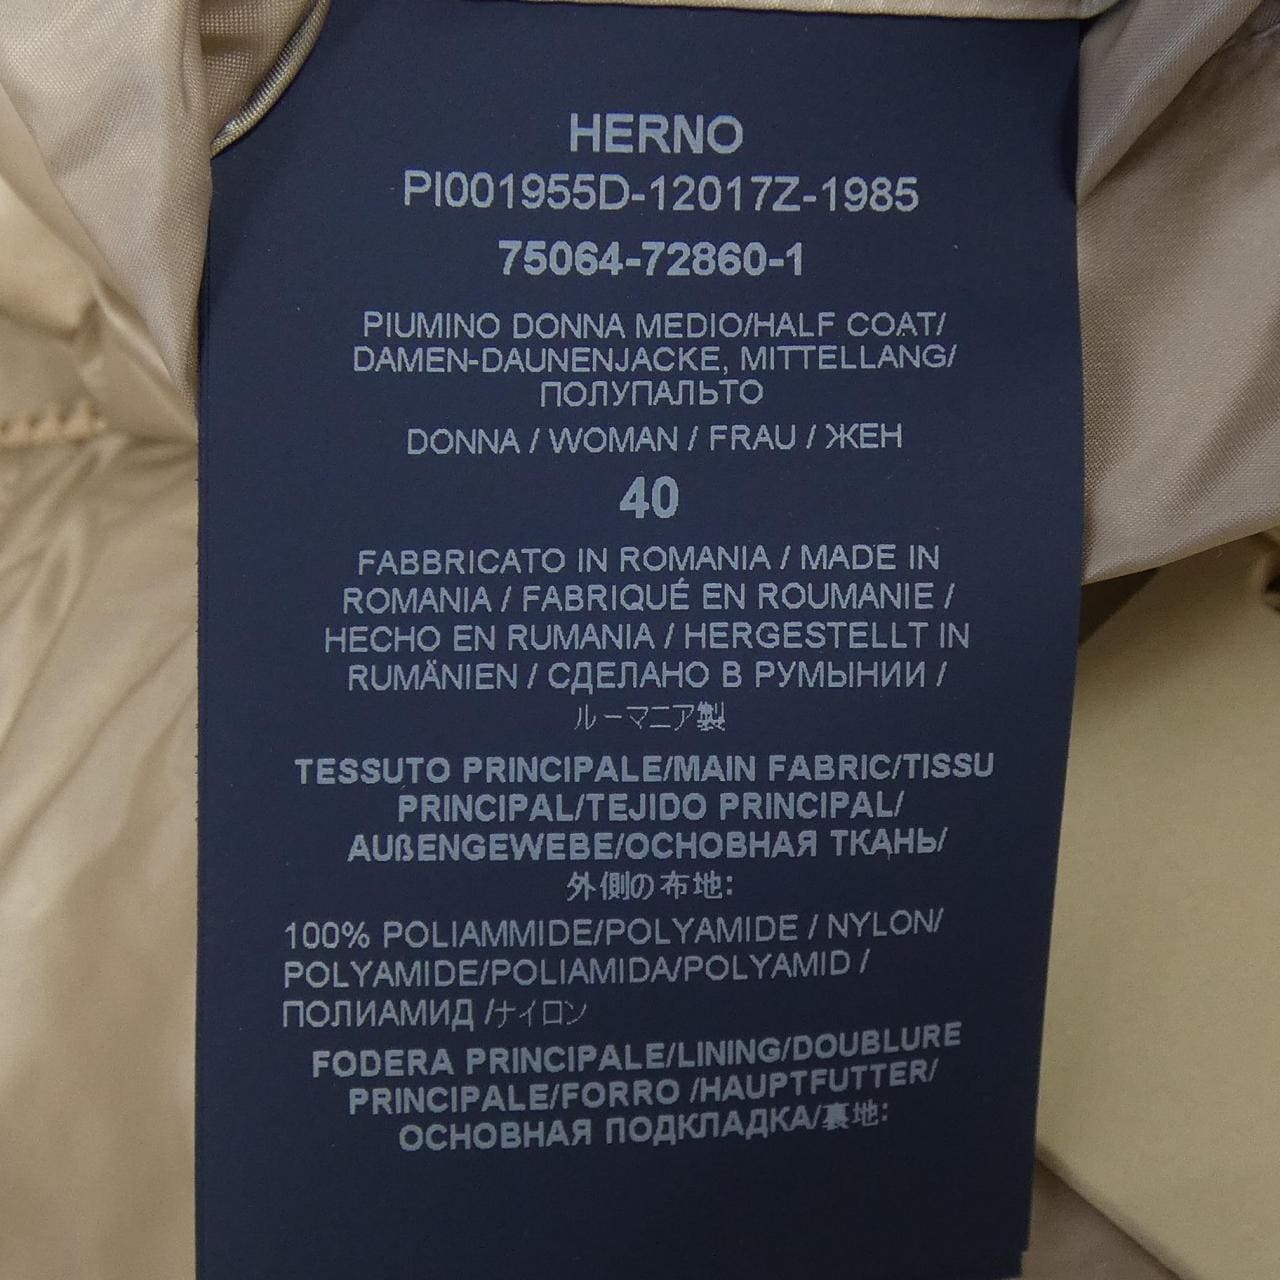 HERNO
PI001955D-12017Z-1985
75064-72860-1
PIUMINO DONNA MEDIO/HALF COAT/
DAMEN-DAUNENJACKE, MITTELLANG/
ПОЛУПАЛЬТО
DONNA / WOMAN / FRAU / ЖЕН
40
FABBRICATO IN ROMANIA / MADE IN
ROMANIA / FABRIQUÉ EN ROUMANIE /
HECHO EN RUMANIA / HERGESTELLT IN
RUMÄNIEN / СДЕЛАНО В РУМЫНИИ /
ルーマニア製
TESSUTO PRINCIPALE/MAIN FABRIC/TISSU
PRINCIPAL/TEJIDO PRINCIPAL/
AUßENGEWEBE/ОСНОВНАЯ ТКАНЬ/
外側の布地:
100% POLIAMMIDE/POLYAMIDE / NYLON/
POLYAMIDE/POLIAMIDA/POLYAMID /
ПОЛИАМИД /ナイロン
FODERA PRINCIPALE/LINING/DOUBLURE
PRINCIPALE/FORRO /HAUPTFUTTER/
ОСНОВНАЯ ПОДКЛАДКА/裏地: